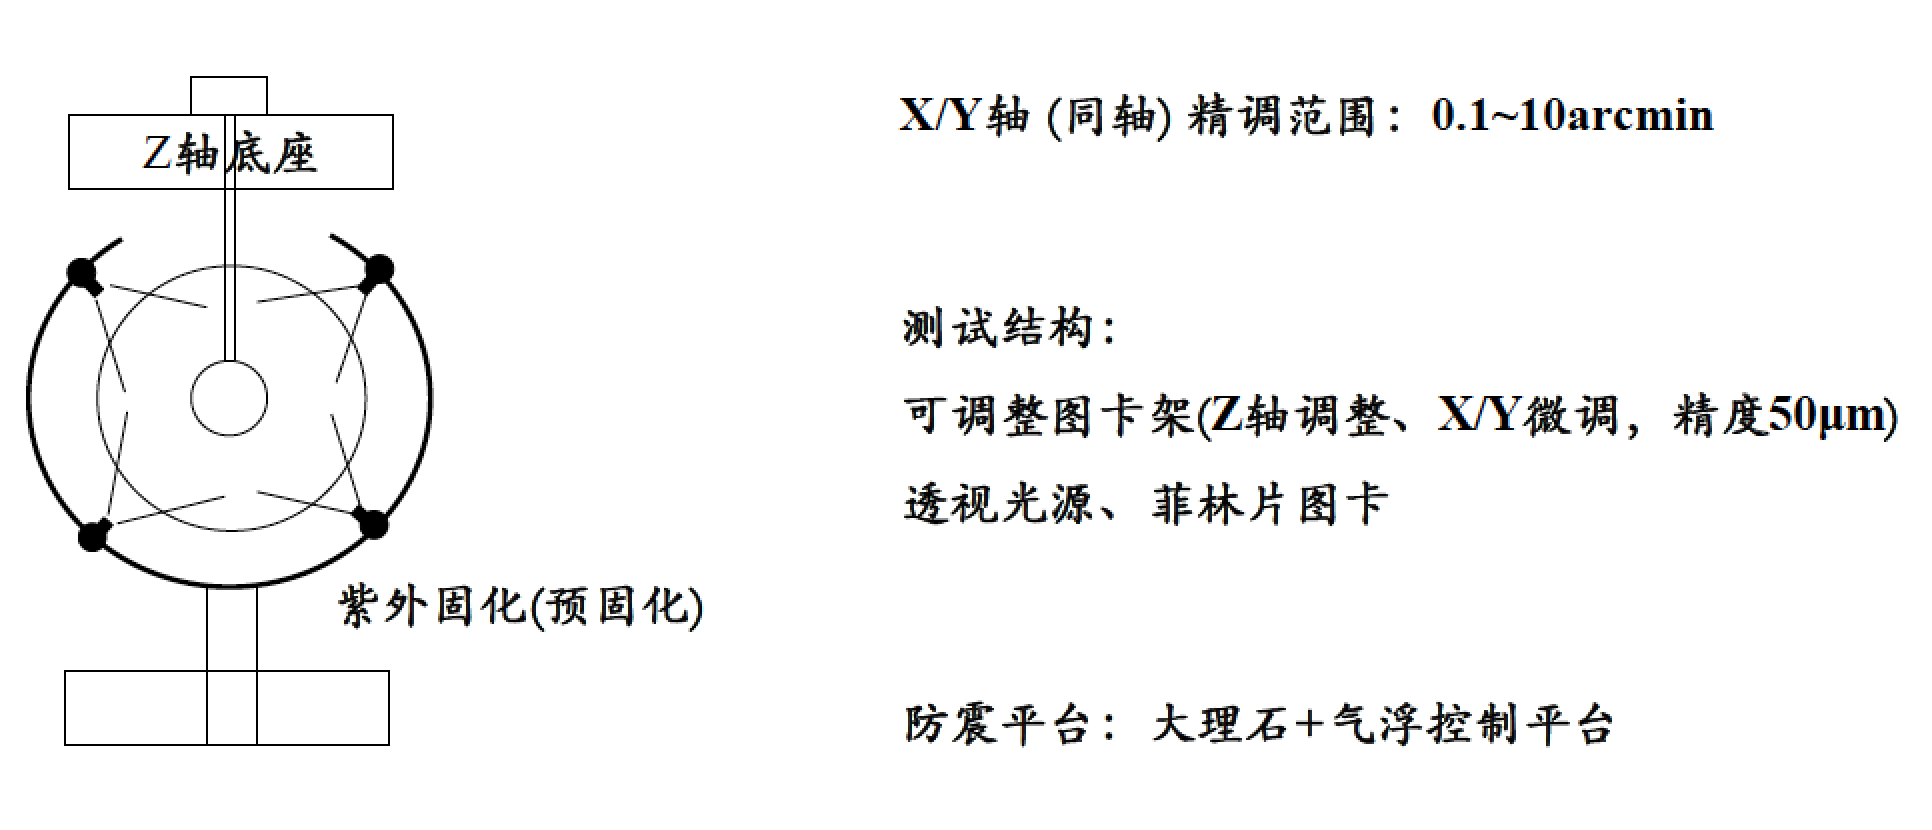 Z轴底座
X/Y轴 (同轴) 精调范围：0.1~10arcmin
测试结构：
可调整图卡架(Z轴调整、X/Y微调，精度50μm)
透视光源、菲林片图卡
紫外固化(预固化)
防震平台：大理石+气浮控制平台